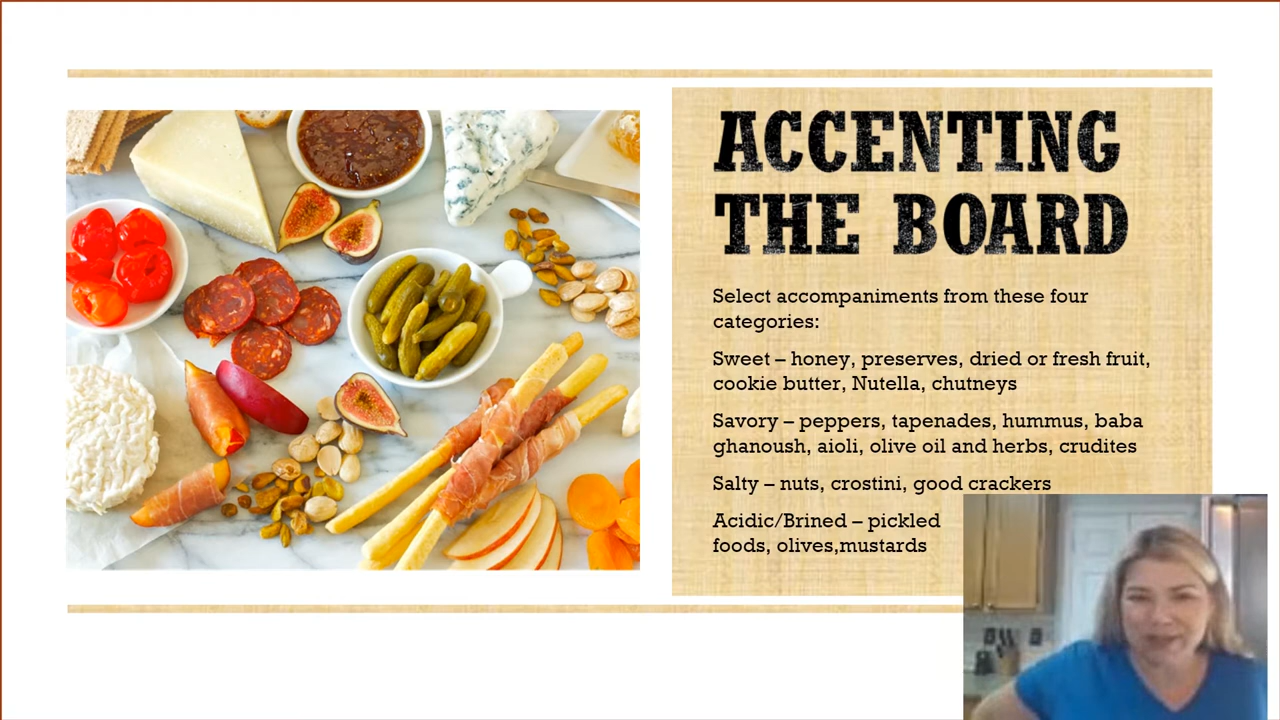 ACCENTING
THE BOARD
Select accompaniments from these four
categories:
Sweet – honey, preserves, dried or fresh fruit,
cookie butter, Nutella, chutneys
Savory – peppers, tapenades, hummus, baba
ghanoush, aioli, olive oil and herbs, crudites
Salty – nuts, crostini, good crackers
Acidic/Brined – pickled
foods, olives,mustards